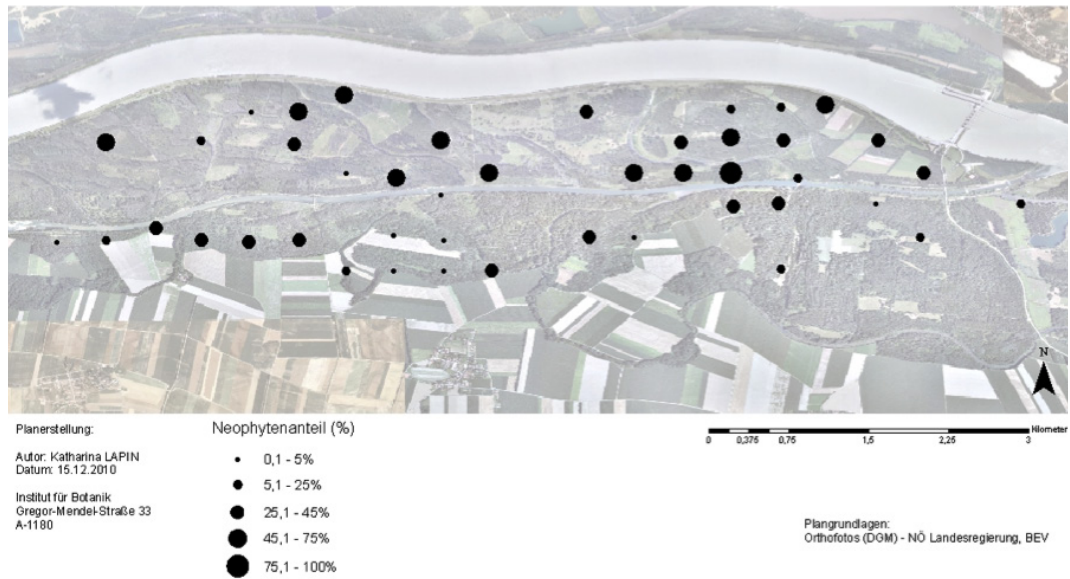 N
Planerstellung:
Autor: Katharina LAPIN
Datum: 15.12.2010
Institut für Botanik
Gregor-Mendel-Straße 33
A-1180
Neophytenanteil (%)
0,1 - 5%
5,1 - 25%
25,1 - 45%
45,1 - 75%
75,1 - 100%
Kilometer
0 0,375 0,75 1,5 2,25 3
Plangrundlagen:
Orthofotos (DGM) - NÖ Landesregierung, BEV